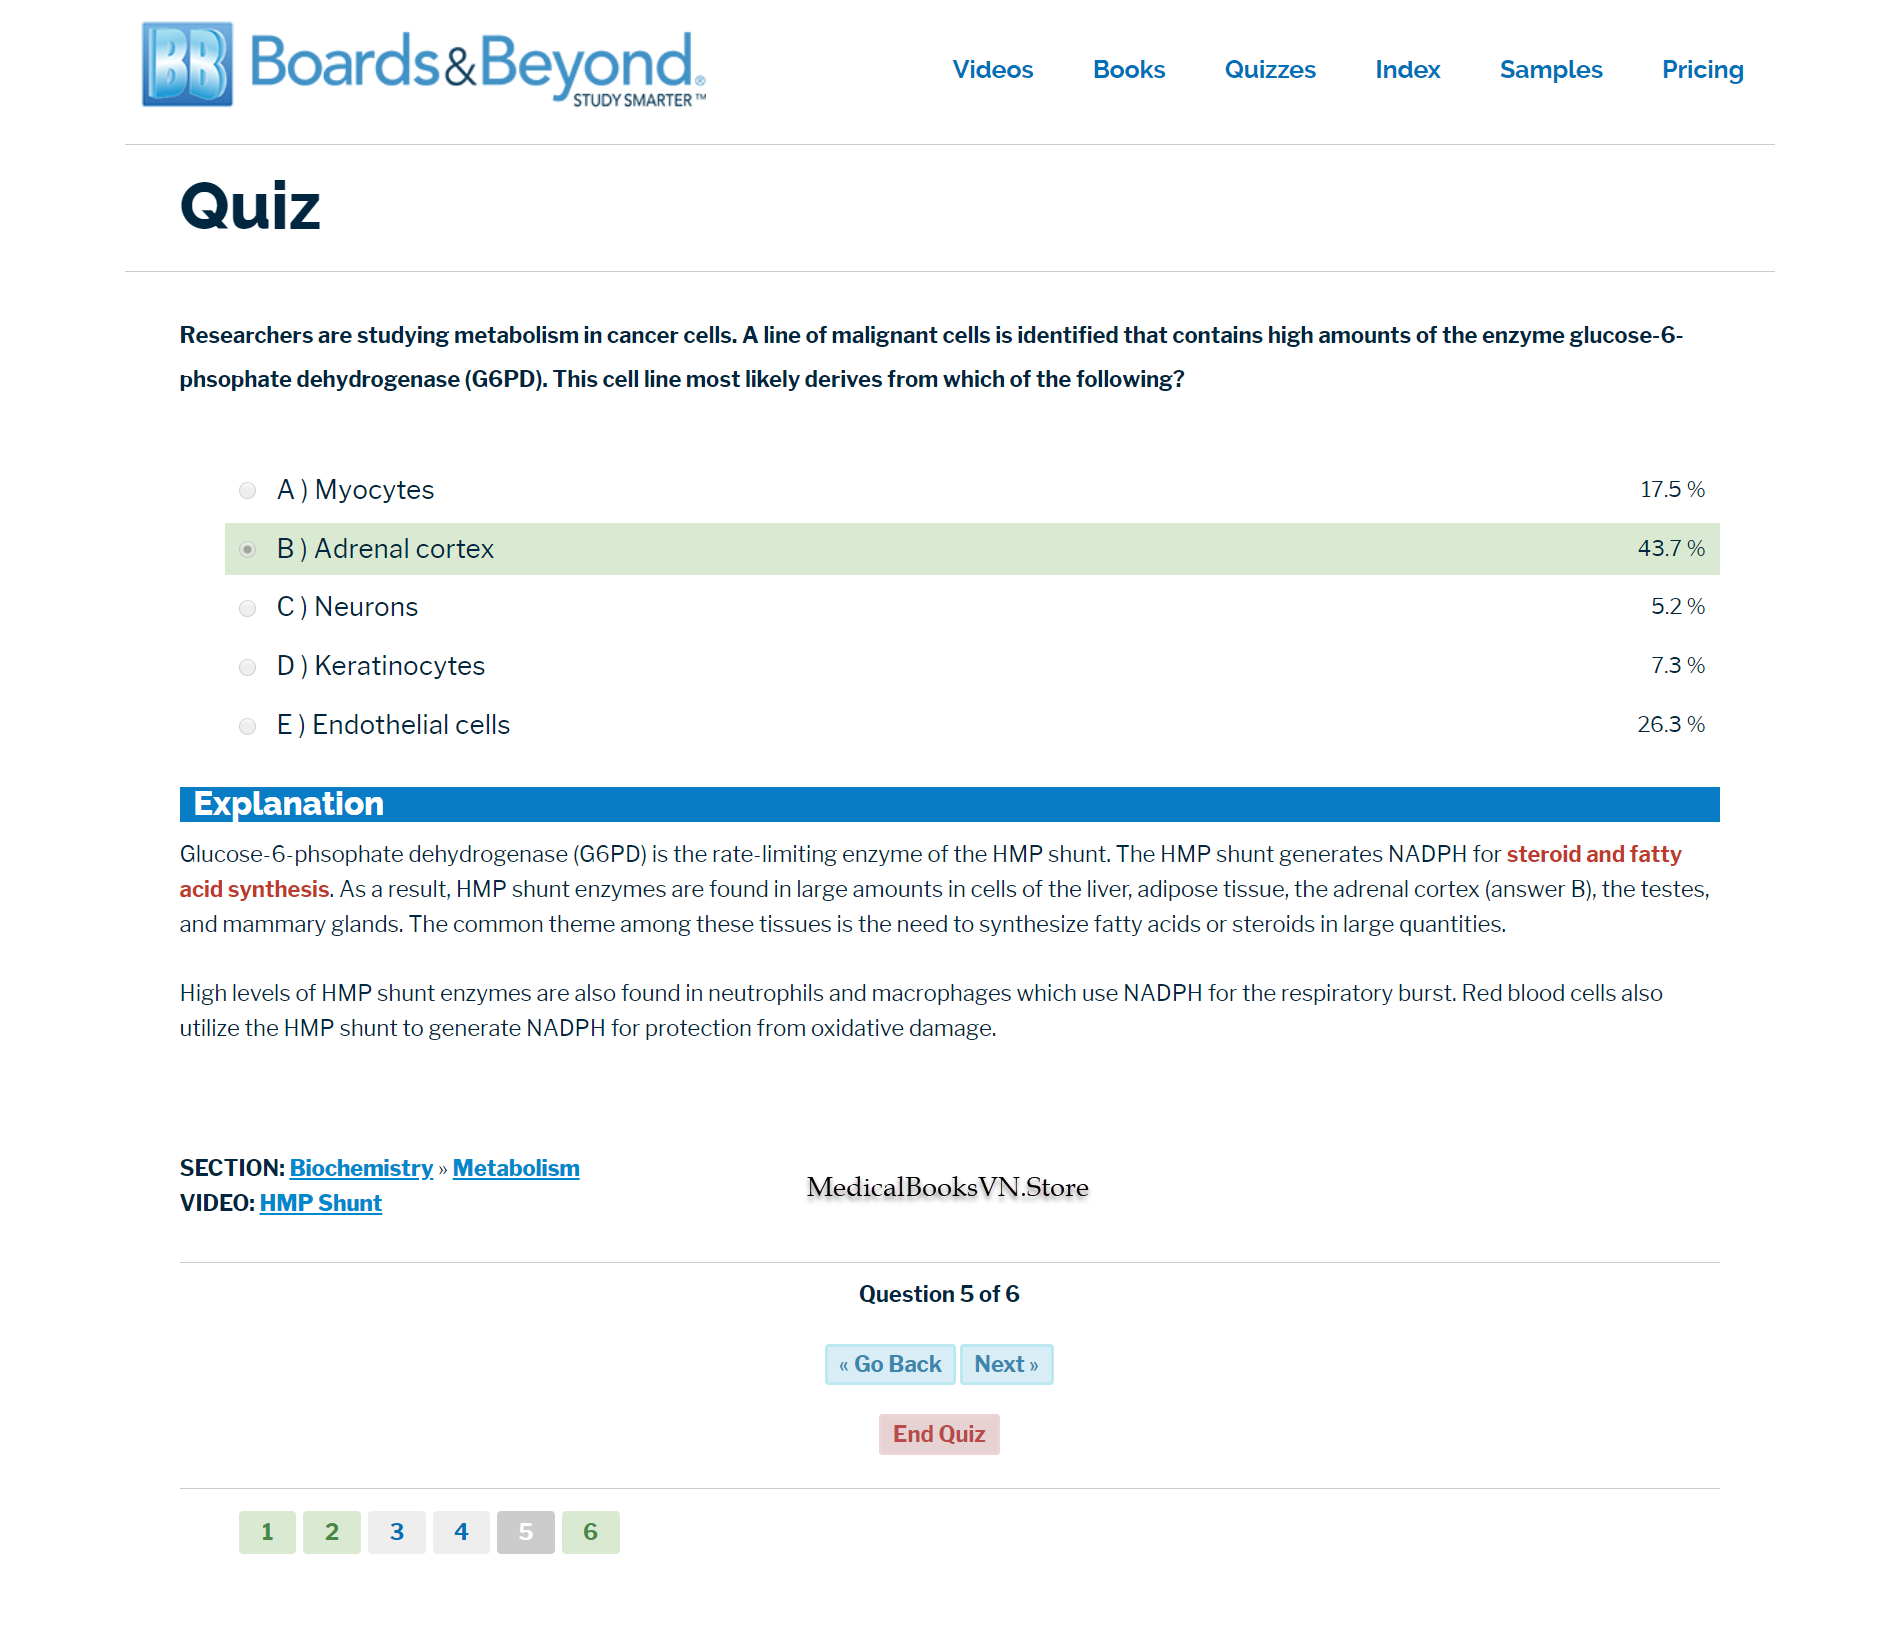 BB Boards&Beyond®
STUDY SMARTER™
Videos Books Quizzes Index Samples Pricing
Quiz
Researchers are studying metabolism in cancer cells. A line of malignant cells is identified that contains high amounts of the enzyme glucose-6-
phsophate dehydrogenase (G6PD). This cell line most likely derives from which of the following?
A ) Myocytes 17.5 %
B ) Adrenal cortex 43.7 %
C ) Neurons 5.2 %
D ) Keratinocytes 7.3 %
E ) Endothelial cells 26.3 %
Explanation
Glucose-6-phsophate dehydrogenase (G6PD) is the rate-limiting enzyme of the HMP shunt. The HMP shunt generates NADPH for steroid and fatty
acid synthesis. As a result, HMP shunt enzymes are found in large amounts in cells of the liver, adipose tissue, the adrenal cortex (answer B), the testes,
and mammary glands. The common theme among these tissues is the need to synthesize fatty acids or steroids in large quantities.
High levels of HMP shunt enzymes are also found in neutrophils and macrophages which use NADPH for the respiratory burst. Red blood cells also
utilize the HMP shunt to generate NADPH for protection from oxidative damage.
SECTION: Biochemistry » Metabolism
MedicalBooksVN.Store
VIDEO: HMP Shunt
Question 5 of 6
« Go Back Next »
End Quiz
1 2 3 4 5 6